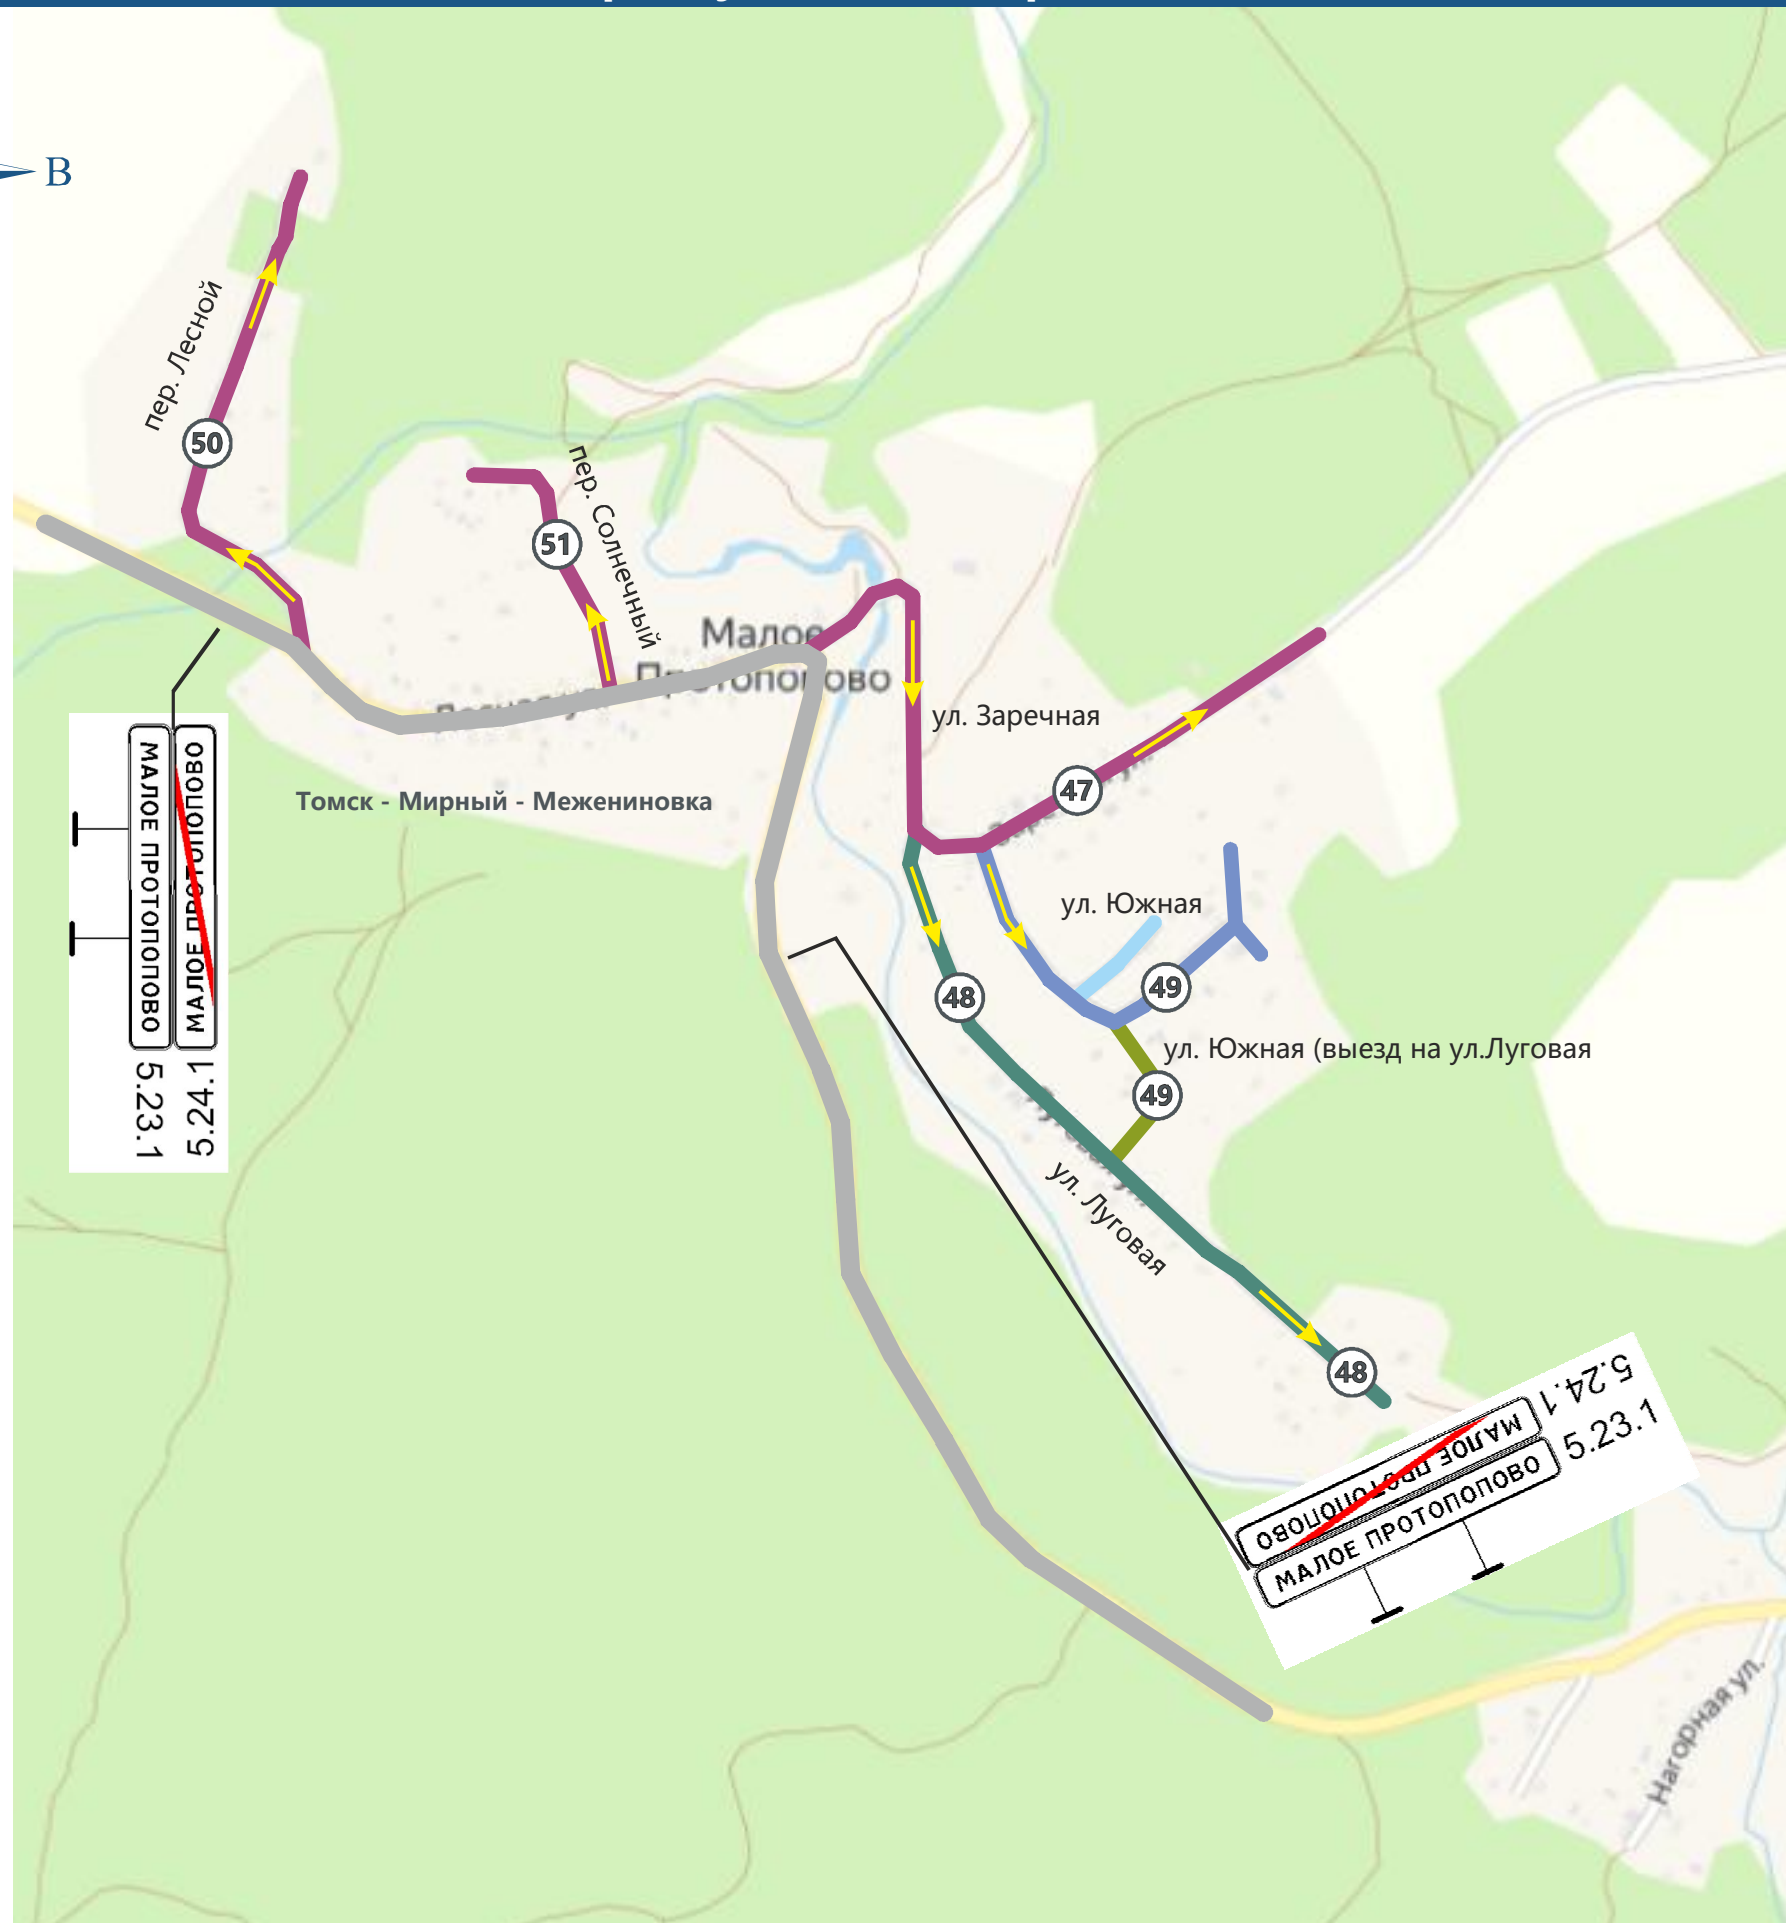 В
пер. Лесной
50
пер. Солнечный
51
Малое
Протопопово
ул. Заречная
47
Томск - Мирный - Межениновка
МАЛОЕ ПРОТОПОПОВО
МАЛОЕ ПРОТОПОПОВО
5.23.1
5.24.1
ул. Южная
49
48
ул. Южная (выезд на ул.Луговая
49
ул. Луговая
48
МАЛОЕ ПРОТОПОПОВО
5.24.1
МАЛОЕ ПРОТОПОПОВО
5.23.1
Нагорная ул.